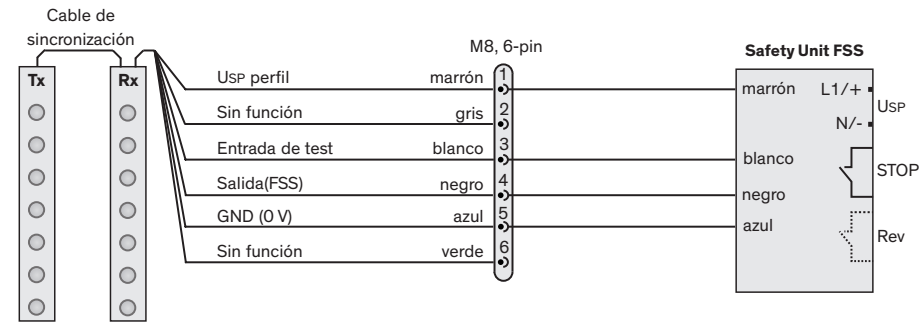 Cable de
sincronización
M8, 6-pin
Safety Unit FSS
Tx
Rx
USP perfil
marrón
1
marrón
L1/+
USP
Sin función
gris
2
N/-
Entrada de test
blanco
3
blanco
STOP
Salida(FSS)
negro
4
negro
GND (0 V)
azul
5
azul
Rev
Sin función
verde
6